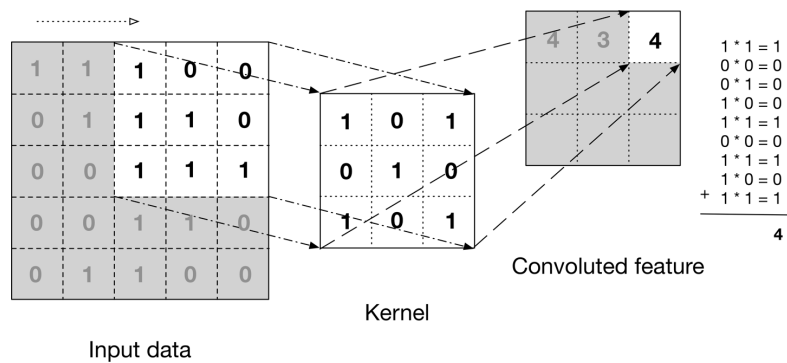 1 1 1 0 0
0 1 1 1 0
0 0 1 1 1
0 0 1 1 0
0 1 1 0 0
Input data
1 0 1
0 1 0
1 0 1
Kernel
4 3 4
Convoluted feature
1 * 1 = 1
0 * 0 = 0
0 * 1 = 0
1 * 0 = 0
1 * 1 = 1
0 * 0 = 0
1 * 1 = 1
1 * 0 = 0
+ 1 * 1 = 1
4